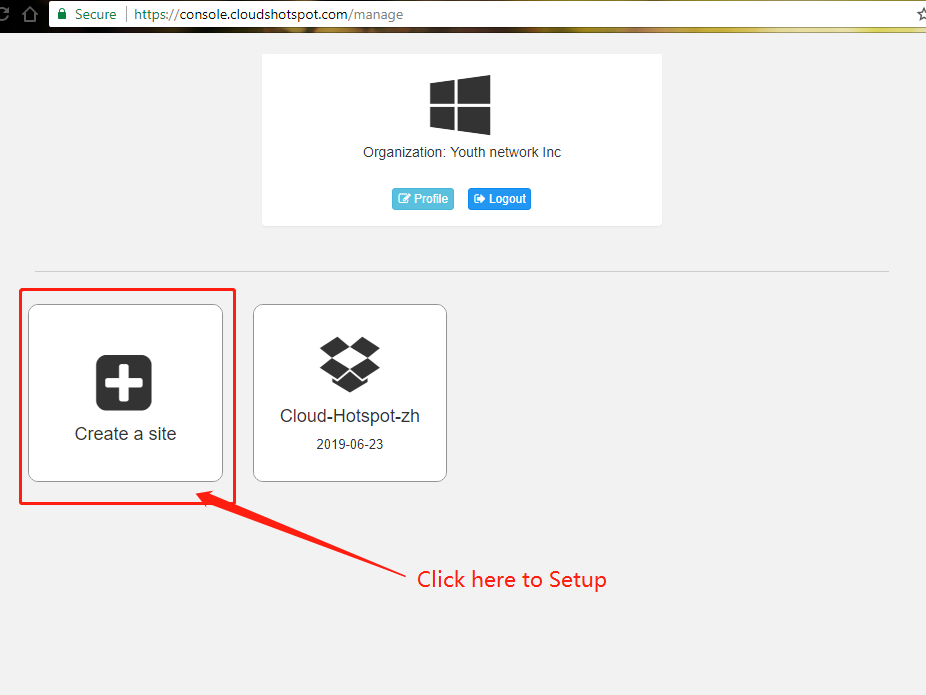 Secure https://console.cloudshotspot.com/manage
Organization: Youth network Inc
Profile Logout
Create a site
Cloud-Hotspot-zh
2019-06-23
Click here to Setup